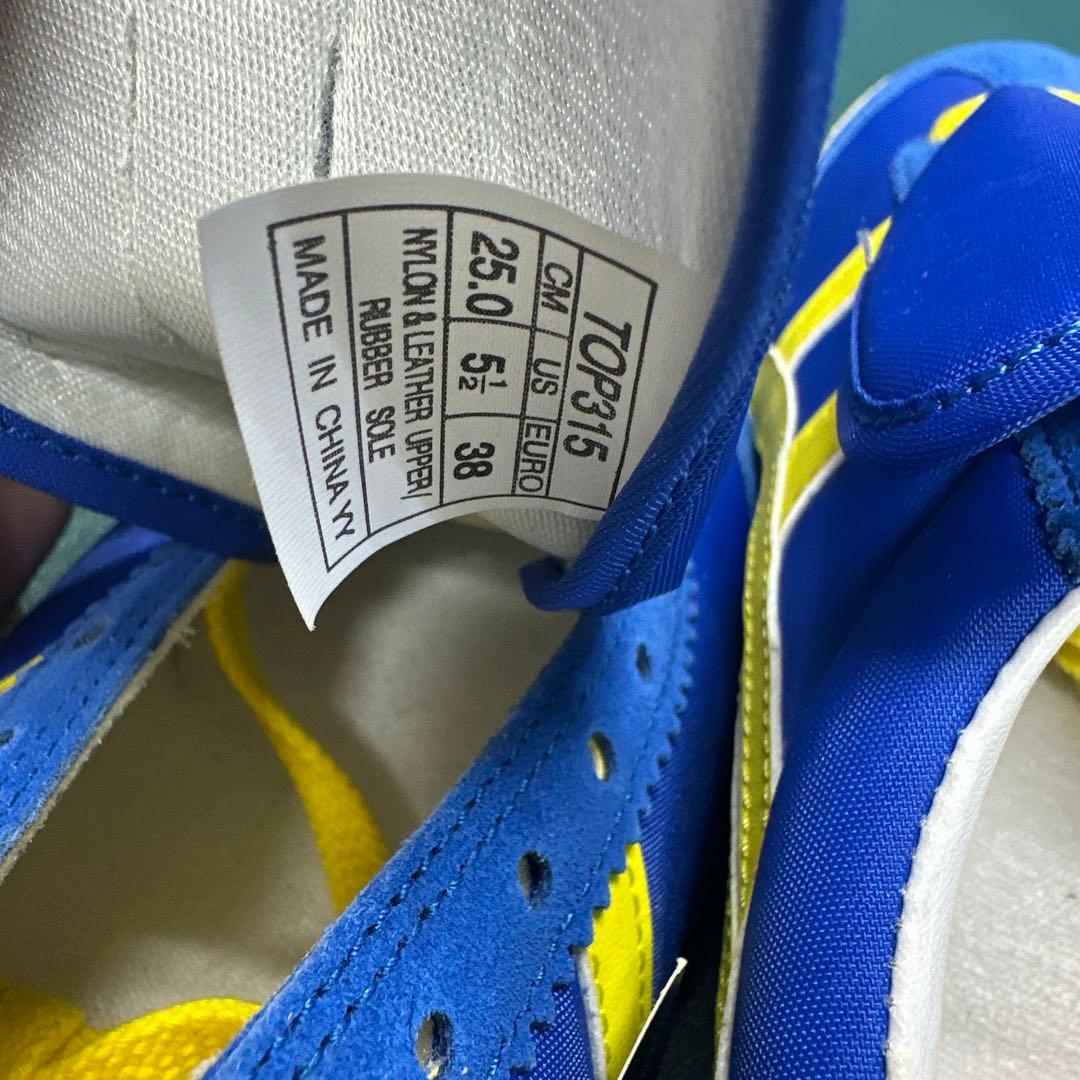 TOP315
CM US EURO
25.0 5½ 38
NYLON & LEATHER UPPER/
RUBBER SOLE
MADE IN CHINA YY